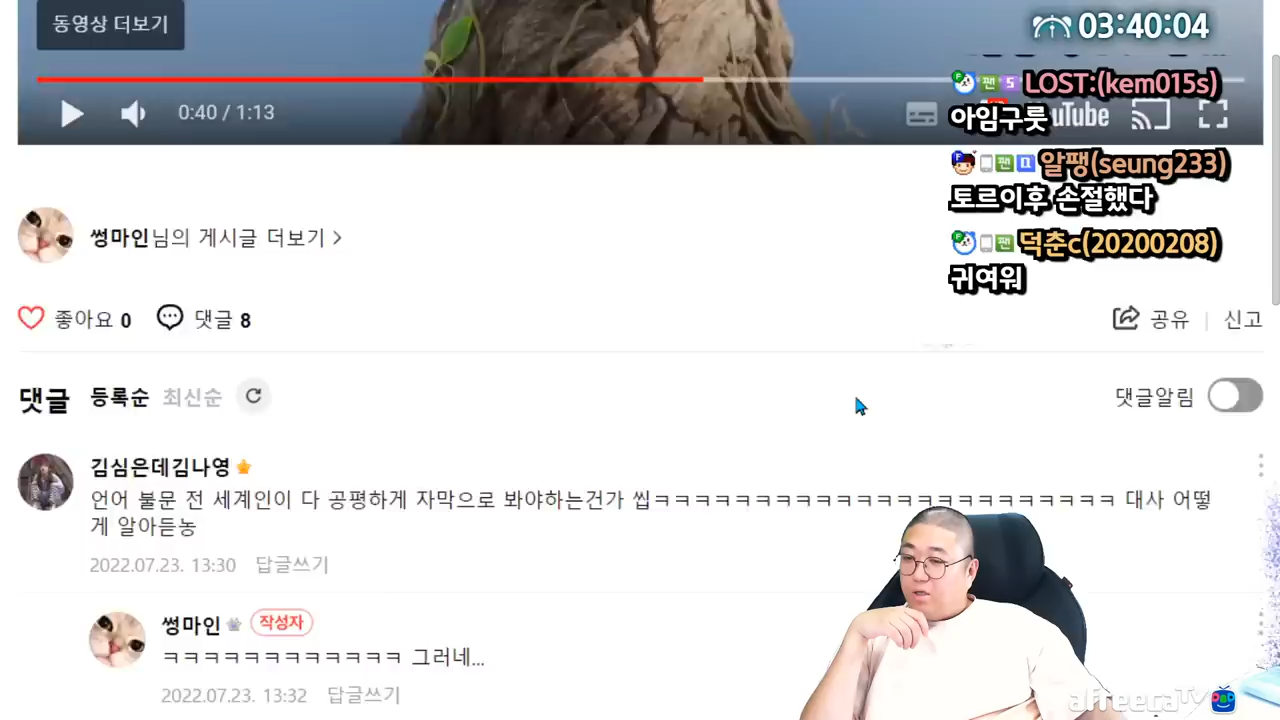 동영상 더보기
03:40:04
LOST:(kem015s)
0:40 / 1:13
아임구룻
uTube
알팽(seung233)
토르이후 손절했다
썽마인님의 게시글 더보기
덕춘c(20200208)
귀여워
좋아요 0 댓글 8
공유 | 신고
댓글 등록순 최신순
댓글알림
김심은데김나영
언어 불문 전 세계인이 다 공평하게 자막으로 봐야하는건가 씹ㅋㅋㅋㅋㅋㅋㅋㅋㅋㅋㅋㅋㅋㅋㅋㅋㅋㅋㅋㅋㅋㅋㅋ 대사 어떻
게 알아듣농
2022.07.23. 13:30 답글쓰기
썽마인 작성자
ㅋㅋㅋㅋㅋㅋㅋㅋㅋㅋㅋㅋ 그러네...
2022.07.23. 13:32 답글쓰기
afreecaTV